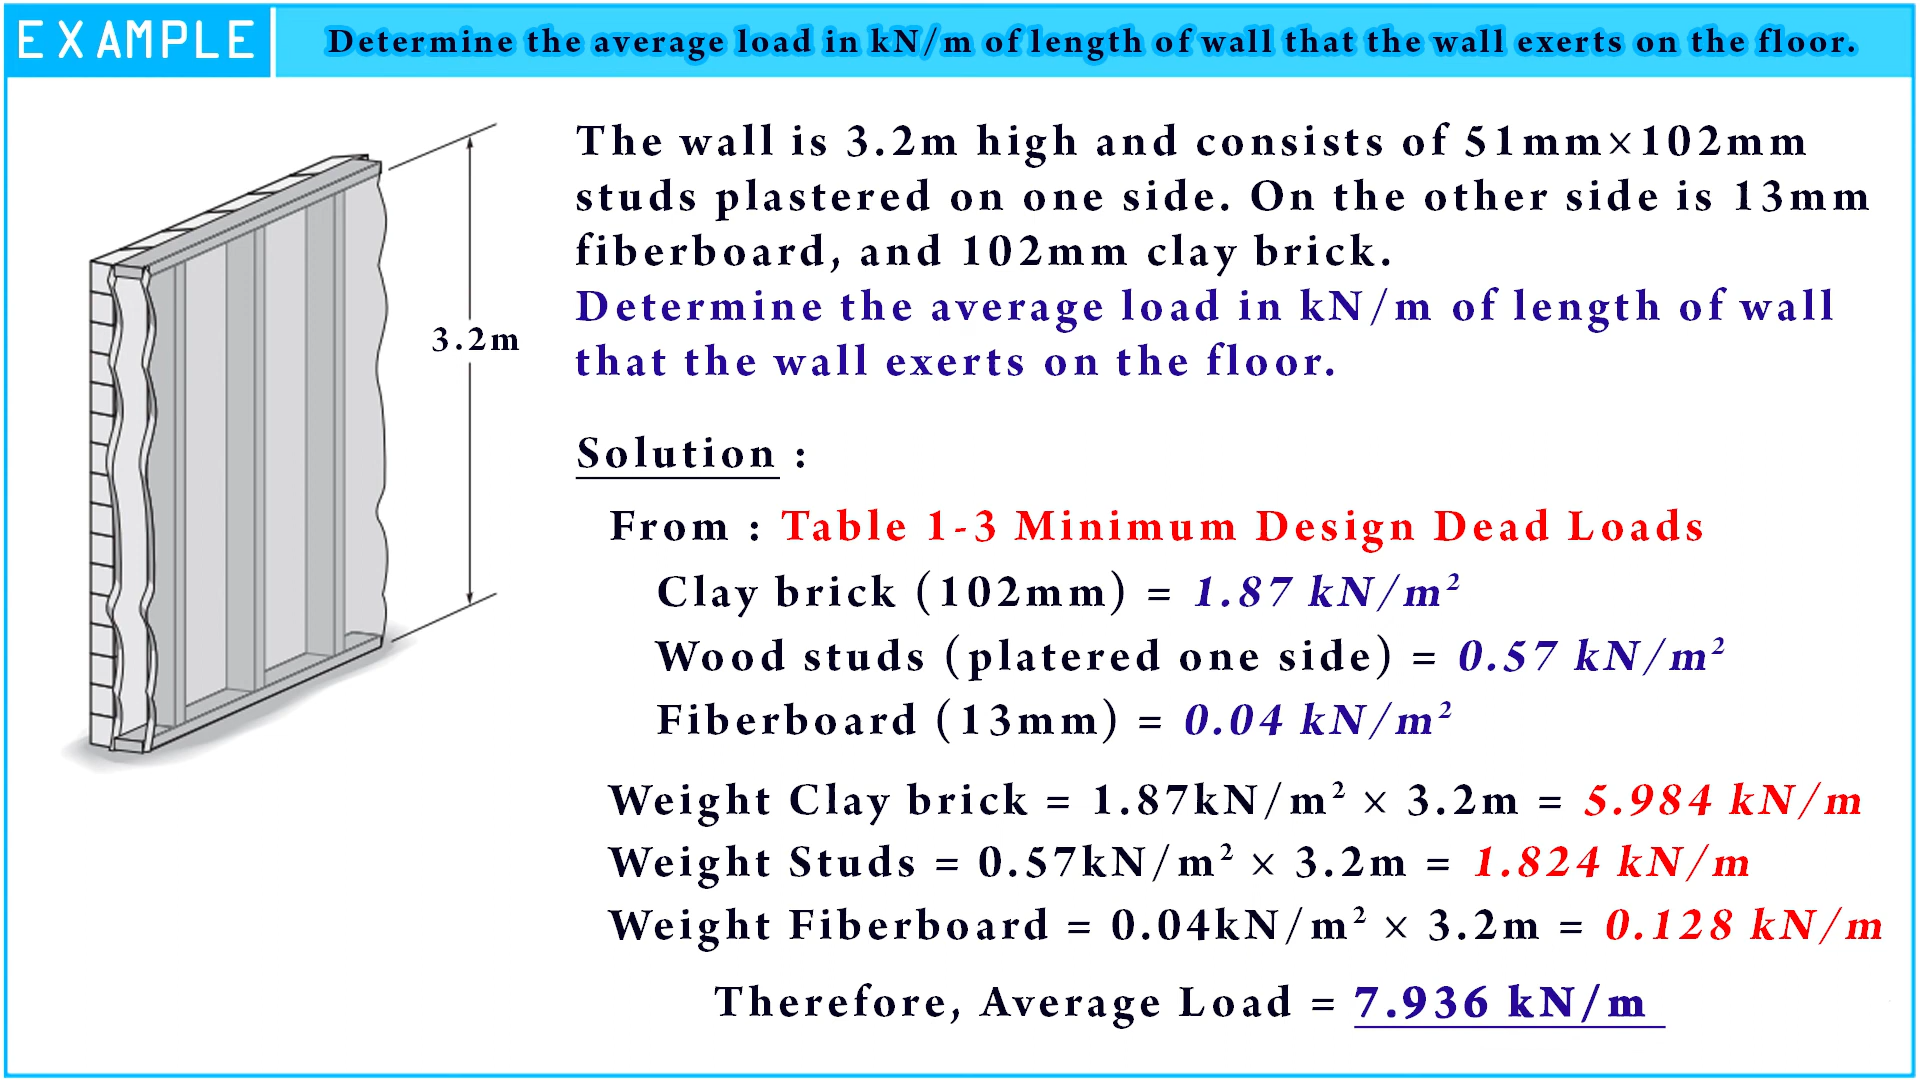 EXAMPLE
Determine the average load in kN/m of length of wall that the wall exerts on the floor.
The wall is 3.2m high and consists of 51mm×102mm
studs plastered on one side. On the other side is 13mm
fiberboard, and 102mm clay brick.
Determine the average load in kN/m of length of wall
that the wall exerts on the floor.
3.2m
Solution :
From : Table 1-3 Minimum Design Dead Loads
Clay brick (102mm) = 1.87 kN/m²
Wood studs (platered one side) = 0.57 kN/m²
Fiberboard (13mm) = 0.04 kN/m²
Weight Clay brick = 1.87kN/m² × 3.2m = 5.984 kN/m
Weight Studs = 0.57kN/m² × 3.2m = 1.824 kN/m
Weight Fiberboard = 0.04kN/m² × 3.2m = 0.128 kN/m
Therefore, Average Load = 7.936 kN/m